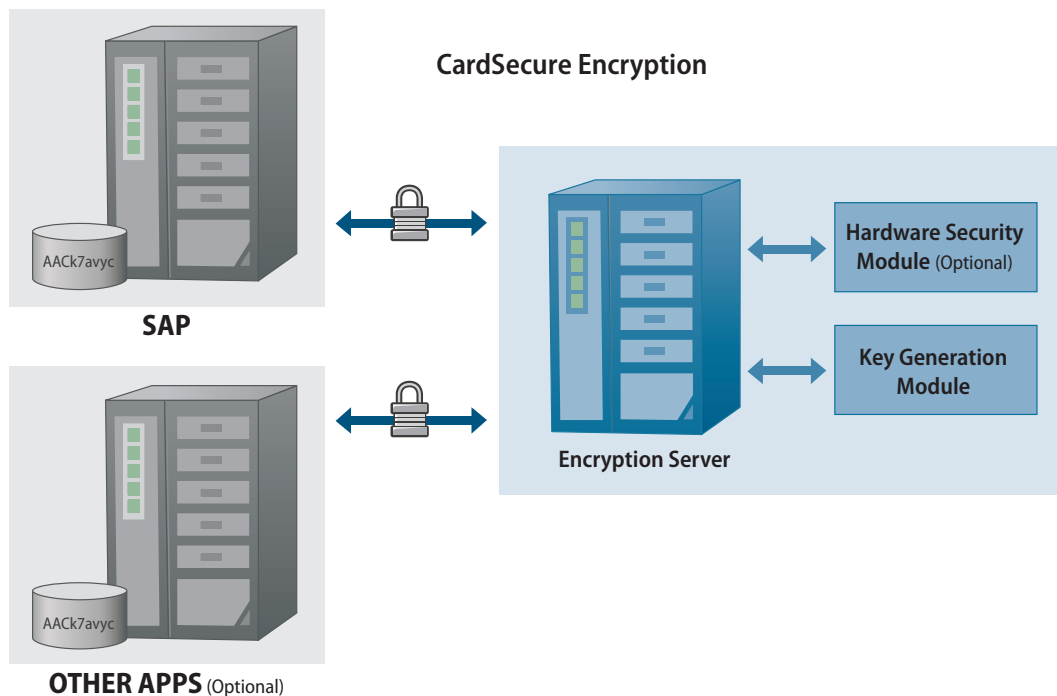 CardSecure Encryption
AACk7avyc
SAP
Hardware Security
Module (Optional)
Key Generation
Module
Encryption Server
AACk7avyc
OTHER APPS (Optional)